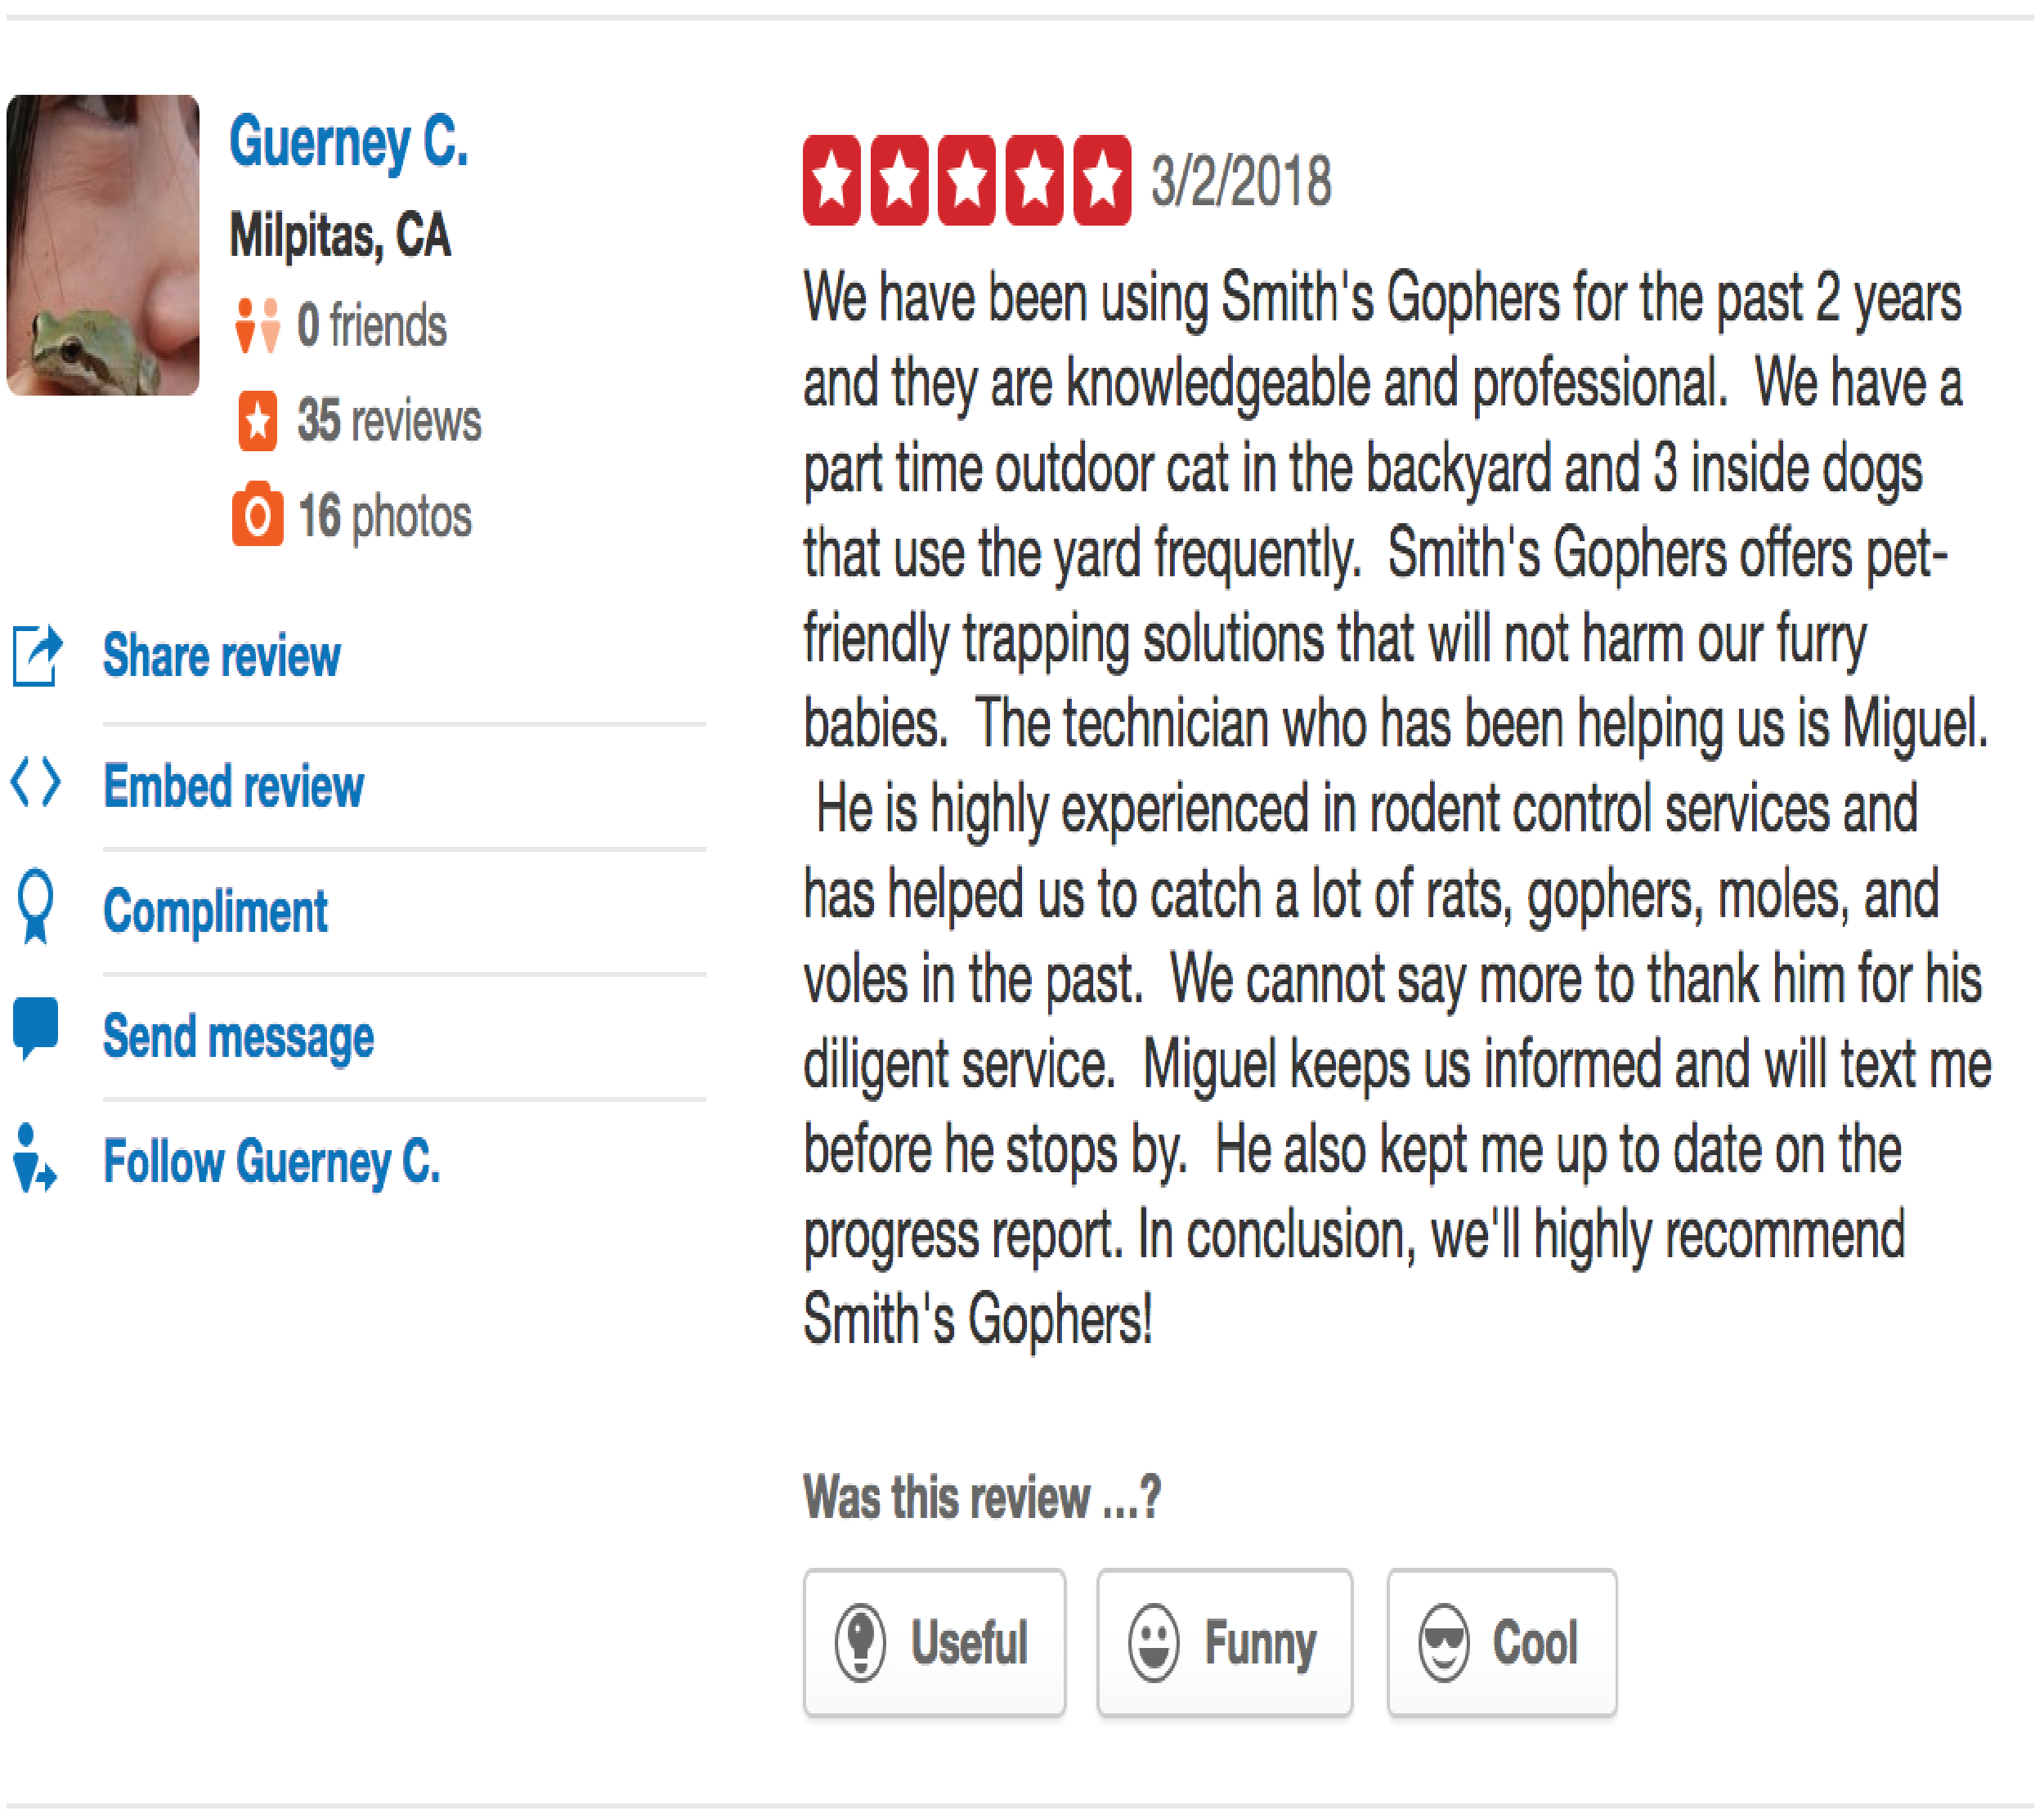 Guerney C.
Milpitas, CA
0 friends
35 reviews
16 photos
Share review
Embed review
Compliment
Send message
Follow Guerney C.
3/2/2018
We have been using Smith's Gophers for the past 2 years
and they are knowledgeable and professional.  We have a
part time outdoor cat in the backyard and 3 inside dogs
that use the yard frequently.  Smith's Gophers offers pet-
friendly trapping solutions that will not harm our furry
babies.  The technician who has been helping us is Miguel.
He is highly experienced in rodent control services and
has helped us to catch a lot of rats, gophers, moles, and
voles in the past.  We cannot say more to thank him for his
diligent service.  Miguel keeps us informed and will text me
before he stops by.  He also kept me up to date on the
progress report. In conclusion, we'll highly recommend
Smith's Gophers!
Was this review ...?
Useful
Funny
Cool